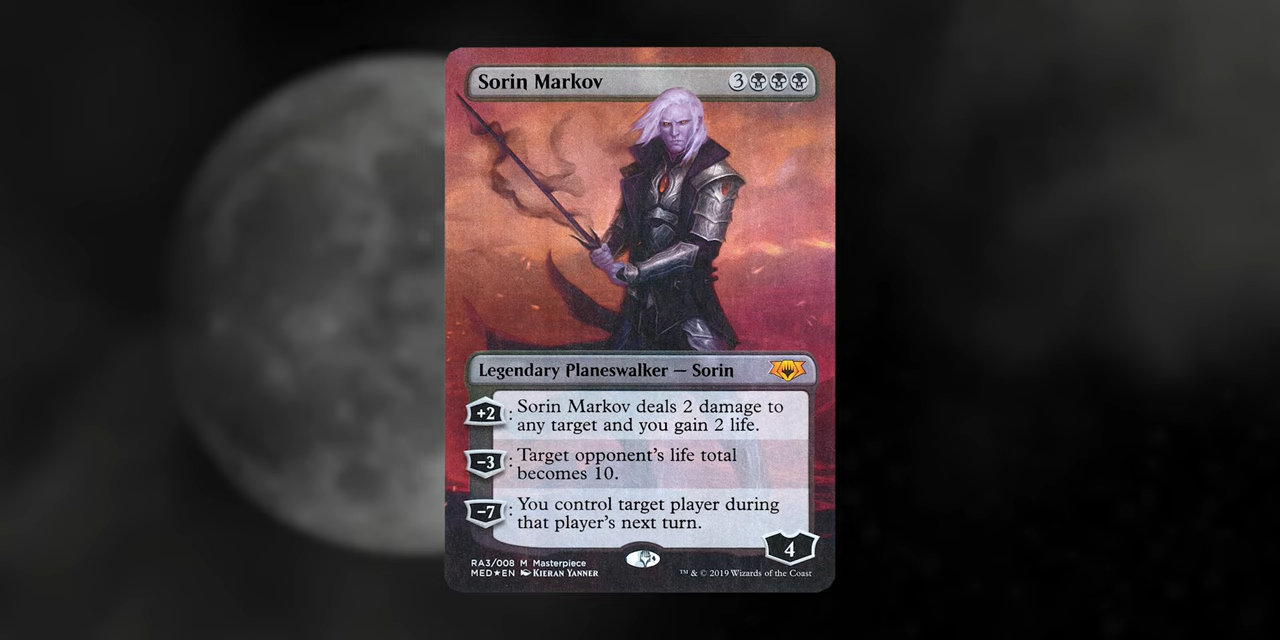 Sorin Markov 3
Legendary Planeswalker — Sorin
+2: Sorin Markov deals 2 damage to
any target and you gain 2 life.
−3: Target opponent's life total
becomes 10.
−7: You control target player during
that player's next turn.
4
RA3/008 M Masterpiece
MED★EN KIERAN YANNER
™ & © 2019 Wizards of the Coast